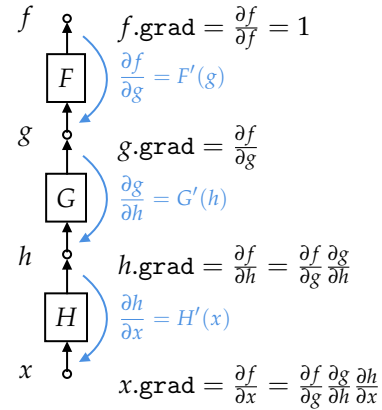 f f.grad = ∂f/∂f = 1
F ∂f/∂g = F′(g)
g g.grad = ∂f/∂g
G ∂g/∂h = G′(h)
h h.grad = ∂f/∂h = ∂f/∂g ∂g/∂h
H ∂h/∂x = H′(x)
x x.grad = ∂f/∂x = ∂f/∂g ∂g/∂h ∂h/∂x